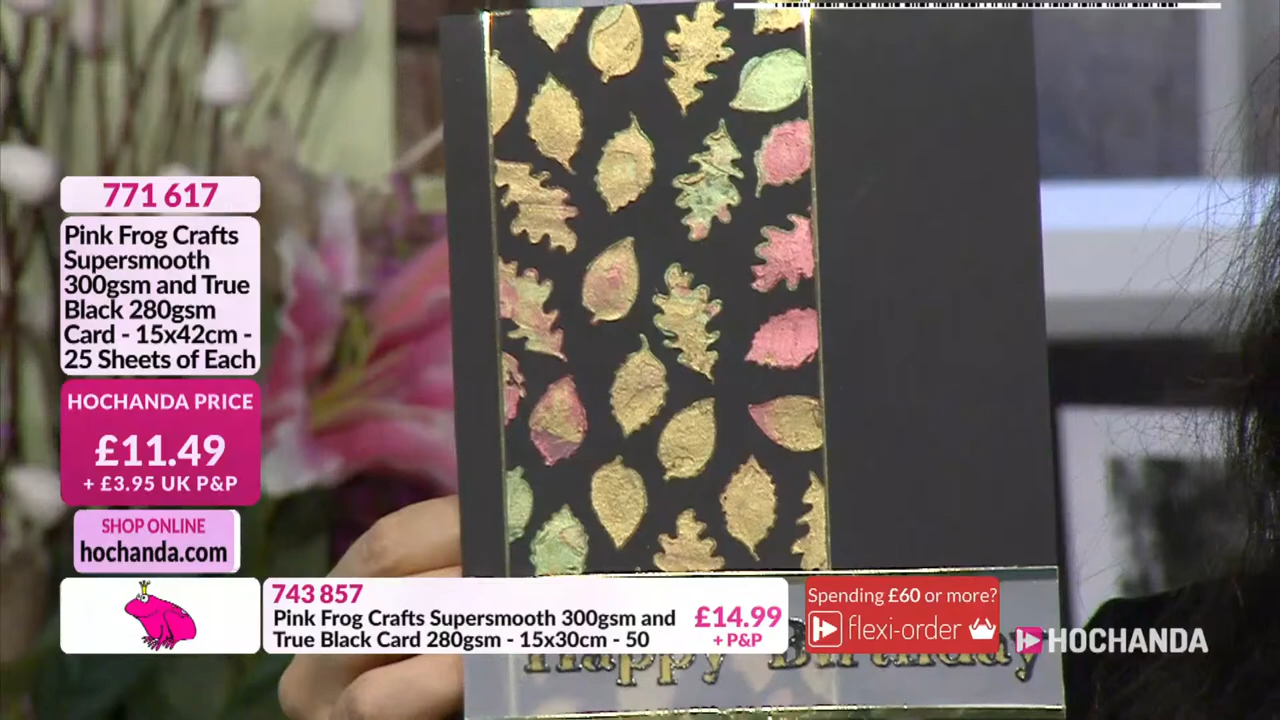 771 617
Pink Frog Crafts
Supersmooth
300gsm and True
Black 280gsm
Card - 15x42cm -
25 Sheets of Each
HOCHANDA PRICE
£11.49
+ £3.95 UK P&P
SHOP ONLINE
hochanda.com
743 857
Pink Frog Crafts Supersmooth 300gsm and
True Black Card 280gsm - 15x30cm - 50
£14.99
+ P&P
Spending £60 or more?
flexi-order
HOCHANDA
Happy Birthday